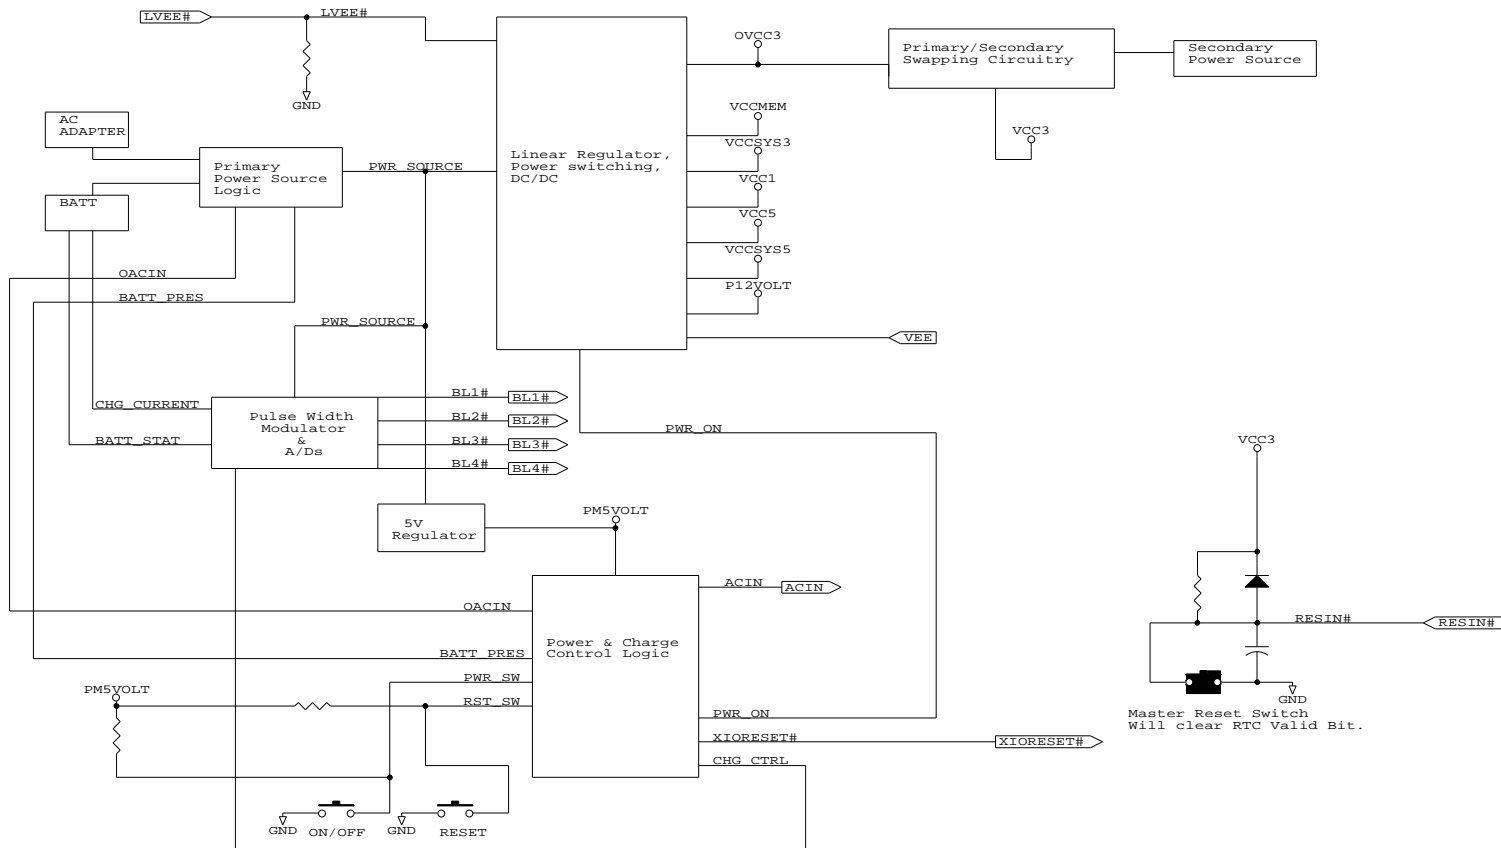 LVEE#
LVEE#
GND
OVCC3
Primary/Secondary
Swapping Circuitry
Secondary
Power Source
VCC3
AC
ADAPTER
Primary
Power Source
Logic
PWR_SOURCE
BATT
Linear Regulator,
Power switching,
DC/DC
VCCMEM
VCCSYS3
VCC1
VCC5
VCCSYS5
P12VOLT
VEE
OACIN
BATT_PRES
PWR_SOURCE
CHG_CURRENT
BATT_STAT
Pulse Width
Modulator
&
A/Ds
BL1#
BL1#
BL2#
BL2#
BL3#
BL3#
BL4#
BL4#
PWR_ON
5V
Regulator
PM5VOLT
ACIN
ACIN
OACIN
BATT_PRES
PWR_SW
RST_SW
Power & Charge
Control Logic
PM5VOLT
PWR_ON
XIORESET#
XIORESET#
CHG_CTRL
GND
ON/OFF
GND
RESET
VCC3
RESIN#
RESIN#
GND
Master Reset Switch
Will clear RTC Valid Bit.